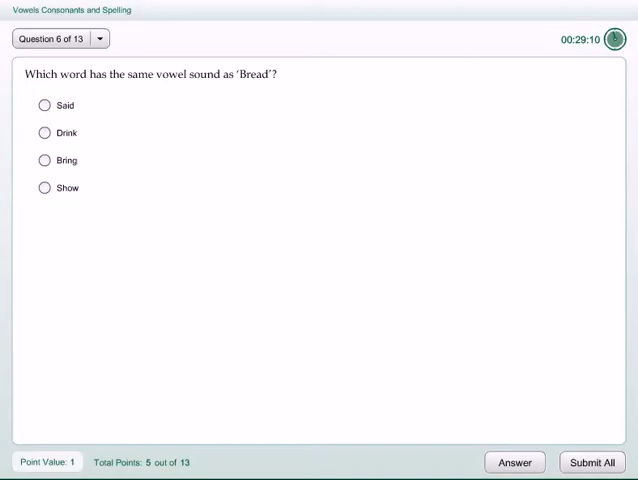 Vowels Consonants and Spelling
Question 6 of 13
00:29:10
Which word has the same vowel sound as ‘Bread’?
Said
Drink
Bring
Show
Point Value: 1
Total Points: 5 out of 13
Answer
Submit All